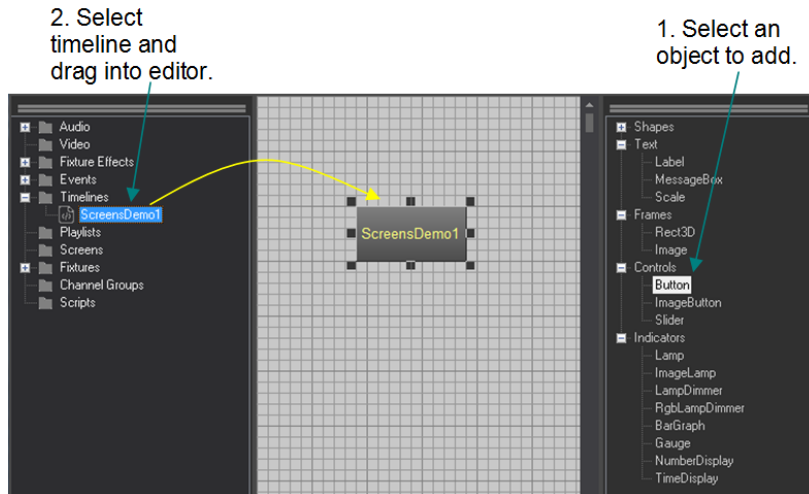 2. Select
timeline and
drag into editor.
1. Select an
object to add.
Audio
Video
Fixture Effects
Events
Timelines
ScreensDemo1
Playlists
Screens
Fixtures
Channel Groups
Scripts
ScreensDemo1
Shapes
Text
Label
MessageBox
Scale
Frames
Rect3D
Image
Controls
Button
ImageButton
Slider
Indicators
Lamp
ImageLamp
LampDimmer
RgbLampDimmer
BarGraph
Gauge
NumberDisplay
TimeDisplay